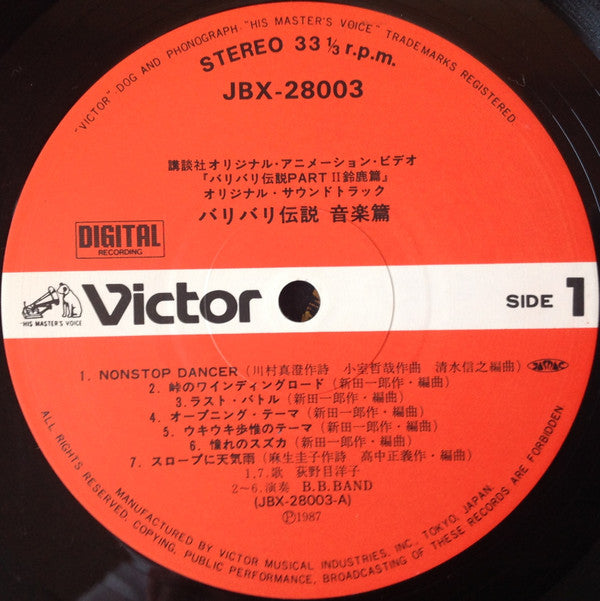 "VICTOR"-DOG AND PHONOGRAPH-"HIS MASTER'S VOICE" TRADEMARKS REGISTERED.
STEREO 33 ⅓ r.p.m.
JBX-28003
講談社オリジナル・アニメーション・ビデオ
『バリバリ伝説PART II鈴鹿篇』
オリジナル・サウンドトラック
バリバリ伝説 音楽篇
DIGITAL
RECORDING
"HIS MASTER'S VOICE"
Victor
SIDE 1
1. NONSTOP DANCER (川村真澄作詩 小室哲哉作曲 清水信之編曲)
2. 峠のワインディングロード (新田一郎作・編曲)
3. ラスト・バトル (新田一郎作・編曲)
4. オープニング・テーマ (新田一郎作・編曲)
5. ウキウキ歩惟のテーマ (新田一郎作・編曲)
6. 憧れのスズカ (新田一郎作・編曲)
7. スロープに天気雨 (麻生圭子作詩 高中正義作・編曲)
1,7.歌 荻野目洋子
2〜6.演奏 B.B.BAND
(JBX-28003-A)
Ⓟ1987
MANUFACTURED BY VICTOR MUSICAL INDUSTRIES, INC., TOKYO, JAPAN.
ALL RIGHTS RESERVED, COPYING, PUBLIC PERFORMANCE, BROADCASTING OF THESE RECORDS ARE FORBIDDEN